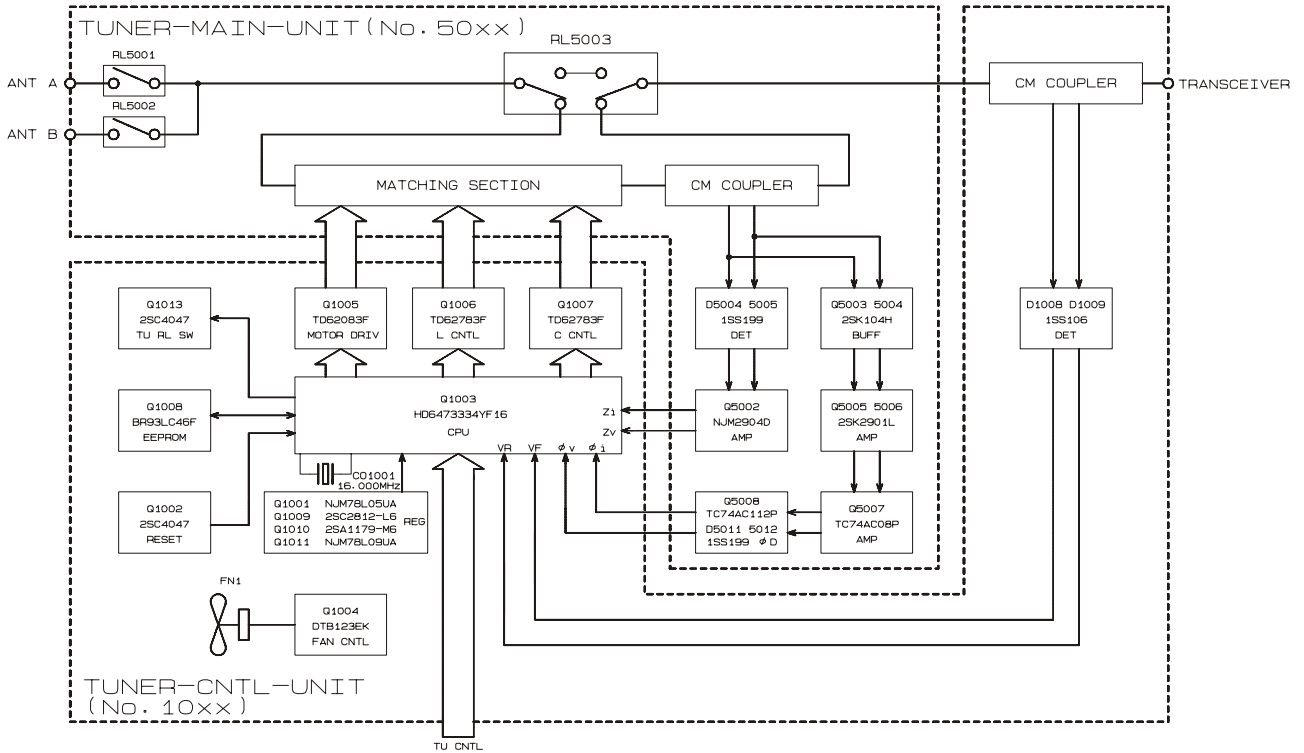 TUNER-MAIN-UNIT(No.50xx)
RL5001
RL5003
ANT A
CM COUPLER
TRANSCEIVER
RL5002
ANT B
MATCHING SECTION
CM COUPLER
Q1013
2SC4047
TU RL SW
Q1005
TD62083F
MOTOR DRIV
Q1006
TD62783F
L CNTL
Q1007
TD62783F
C CNTL
D5004 5005
1SS199
DET
Q5003 5004
2SK104H
BUFF
D1008 D1009
1SS106
DET
Q1008
BR93LC46F
EEPROM
Q1003
HD6473334YF16
CPU
Zi
Zv
VR VF φv φi
Q5002
NJM2904D
AMP
Q5005 5006
2SK2901L
AMP
CO1001
16.000MHz
Q1002
2SC4047
RESET
Q1001 NJM78L05UA
Q1009 2SC2812-L6
Q1010 2SA1179-M6
Q1011 NJM78L09UA
REG
Q5008
TC74AC112P
D5011 5012
1SS199 φD
Q5007
TC74AC08P
AMP
FN1
Q1004
DTB123EK
FAN CNTL
TUNER-CNTL-UNIT
(No.10xx)
TU CNTL